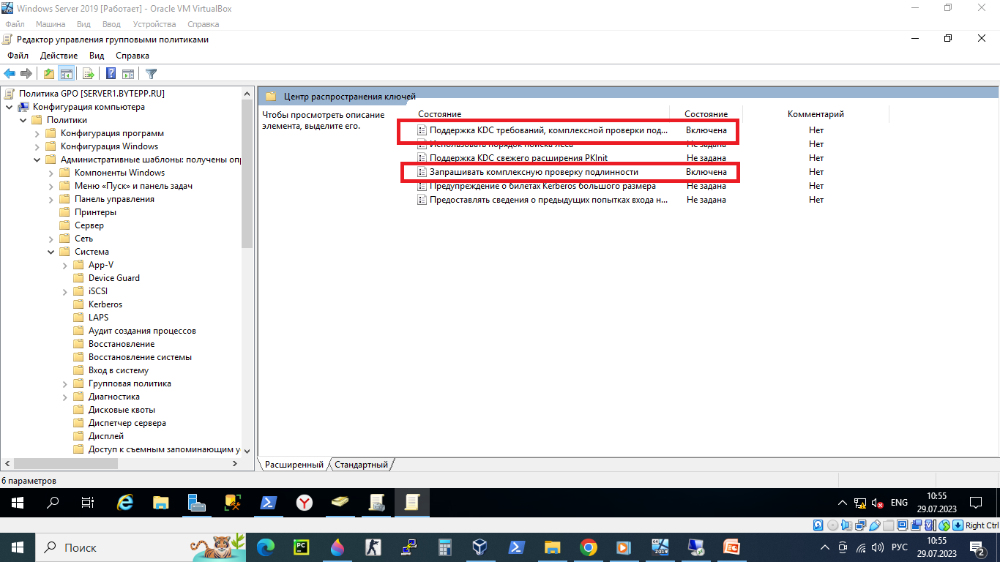 Windows Server 2019 [Работает] - Oracle VM VirtualBox
Файл Машина Вид Ввод Устройства Справка
Редактор управления групповыми политиками
Файл Действие Вид Справка
Политика GPO [SERVER1.BYTEPP.RU]
Конфигурация компьютера
Политики
Конфигурация программ
Конфигурация Windows
Административные шаблоны: получены опр
Компоненты Windows
Меню «Пуск» и панель задач
Панель управления
Принтеры
Сервер
Сеть
Система
App-V
Device Guard
iSCSI
Kerberos
LAPS
Аудит создания процессов
Восстановление
Восстановление системы
Вход в систему
Групповая политика
Диагностика
Дисковые квоты
Диспетчер сервера
Дисплей
Доступ к съемным запоминающим у
Центр распространения ключей
Чтобы просмотреть описание
элемента, выделите его.
Состояние Состояние Комментарий
Поддержка KDC требований, комплексной проверки под... Включена Нет
Использовать порядок поиска леса Не задана Нет
Поддержка KDC свежего расширения PKInit Не задана Нет
Запрашивать комплексную проверку подлинности Включена Нет
Предупреждение о билетах Kerberos большого размера Не задана Нет
Предоставлять сведения о предыдущих попытках входа н... Не задана Нет
Расширенный Стандартный
6 параметров
ENG
10:55
29.07.2023
Right Ctrl
Поиск
PC
2019
РУС
10:55
29.07.2023
2